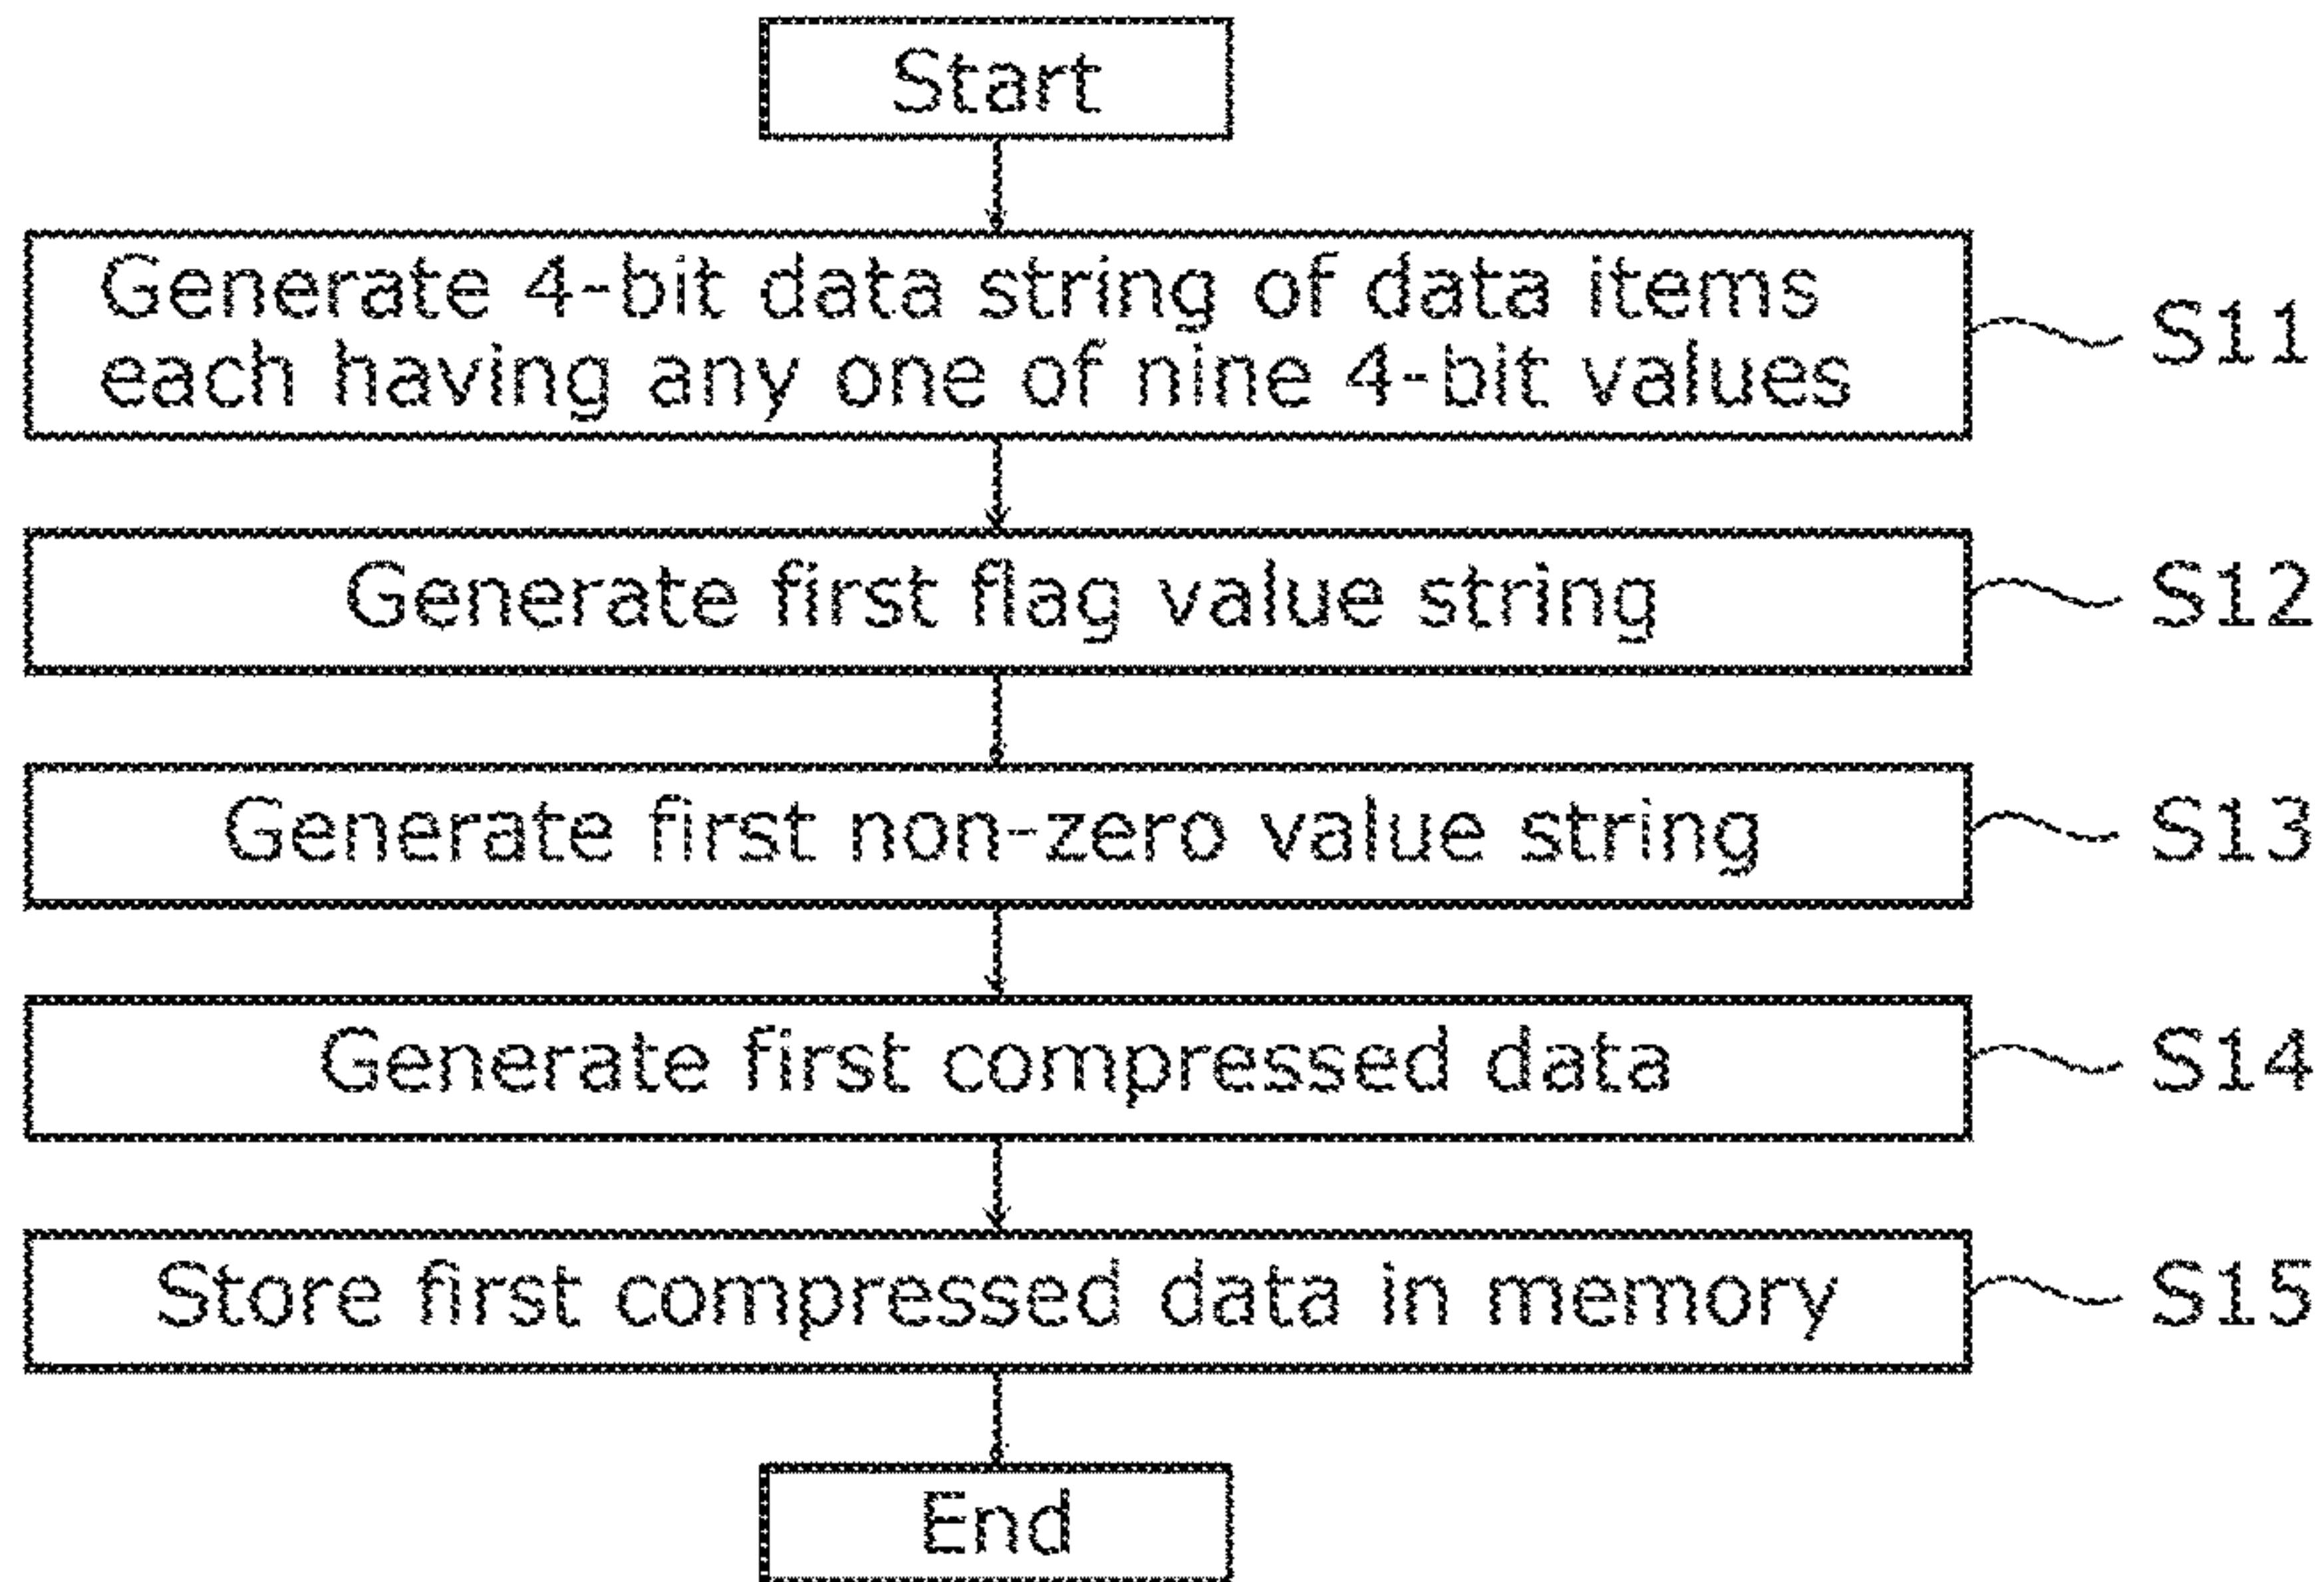 Start
Generate 4-bit data string of data items
each having any one of nine 4-bit values
S11
Generate first flag value string
S12
Generate first non-zero value string
S13
Generate first compressed data
S14
Store first compressed data in memory
S15
End